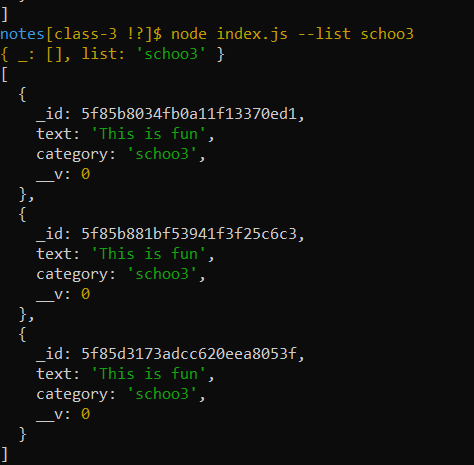 ]
notes[class-3 !?]$ node index.js --list schoo3
{ _: [], list: 'schoo3' }
[
  {
    _id: 5f85b8034fb0a11f13370ed1,
    text: 'This is fun',
    category: 'schoo3',
    __v: 0
  },
  {
    _id: 5f85b881bf53941f3f25c6c3,
    text: 'This is fun',
    category: 'schoo3',
    __v: 0
  },
  {
    _id: 5f85d3173adcc620eea8053f,
    text: 'This is fun',
    category: 'schoo3',
    __v: 0
  }
]